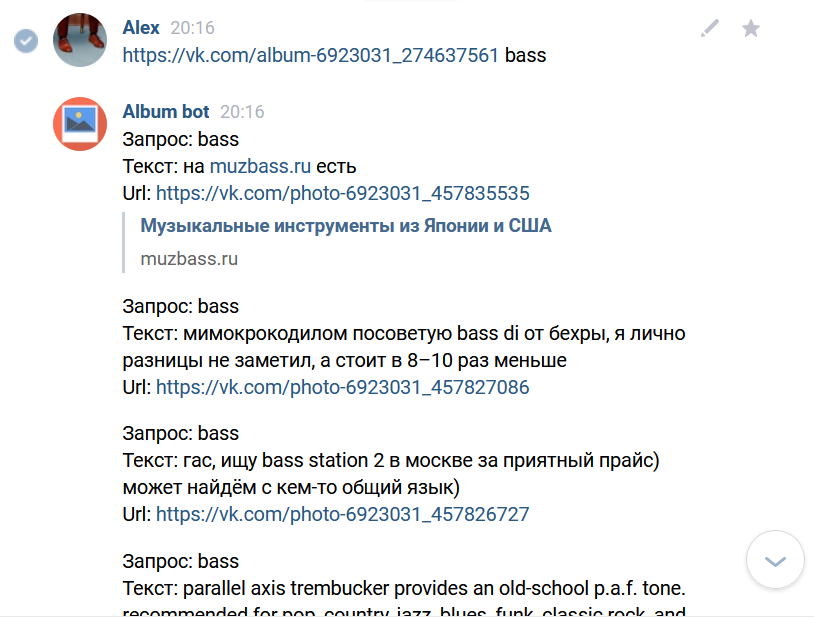 Alex 20:16
https://vk.com/album-6923031_274637561 bass
Album bot 20:16
Запрос: bass
Текст: на muzbass.ru есть
Url: https://vk.com/photo-6923031_457835535
Музыкальные инструменты из Японии и США
muzbass.ru
Запрос: bass
Текст: мимокрокодилом посоветую bass di от бехры, я лично
разницы не заметил, а стоит в 8–10 раз меньше
Url: https://vk.com/photo-6923031_457827086
Запрос: bass
Текст: гас, ищу bass station 2 в москве за приятный прайс)
может найдём с кем-то общий язык)
Url: https://vk.com/photo-6923031_457826727
Запрос: bass
Текст: parallel axis trembucker provides an old-school p.a.f. tone.
recommended for pop, country, jazz, blues, funk, classic rock, and